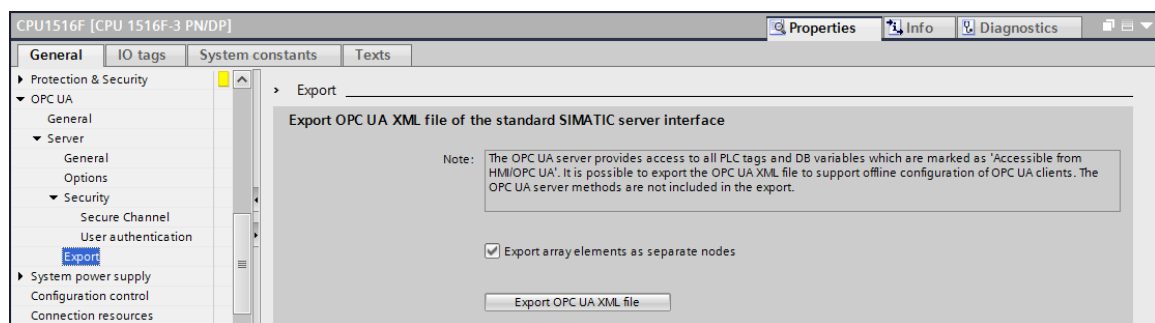 CPU1516F [CPU 1516F-3 PN/DP]
Properties
Info
Diagnostics
General
IO tags
System constants
Texts
Protection & Security
OPC UA
General
Server
General
Options
Security
Secure Channel
User authentication
Export
System power supply
Configuration control
Connection resources
Export
Export OPC UA XML file of the standard SIMATIC server interface
Note:
The OPC UA server provides access to all PLC tags and DB variables which are marked as 'Accessible from
HMI/OPC UA'. It is possible to export the OPC UA XML file to support offline configuration of OPC UA clients. The
OPC UA server methods are not included in the export.
Export array elements as separate nodes
Export OPC UA XML file